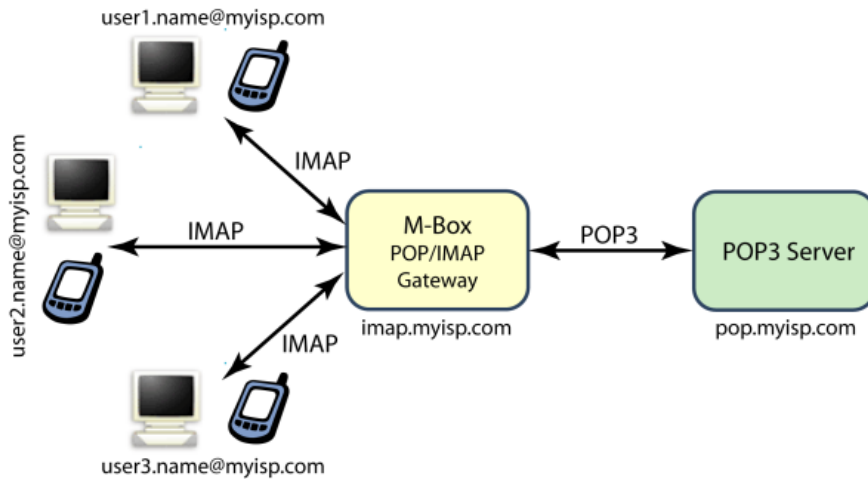 user1.name@myisp.com
IMAP
user2.name@myisp.com
IMAP
M-Box
POP/IMAP
Gateway
imap.myisp.com
POP3
POP3 Server
pop.myisp.com
IMAP
user3.name@myisp.com